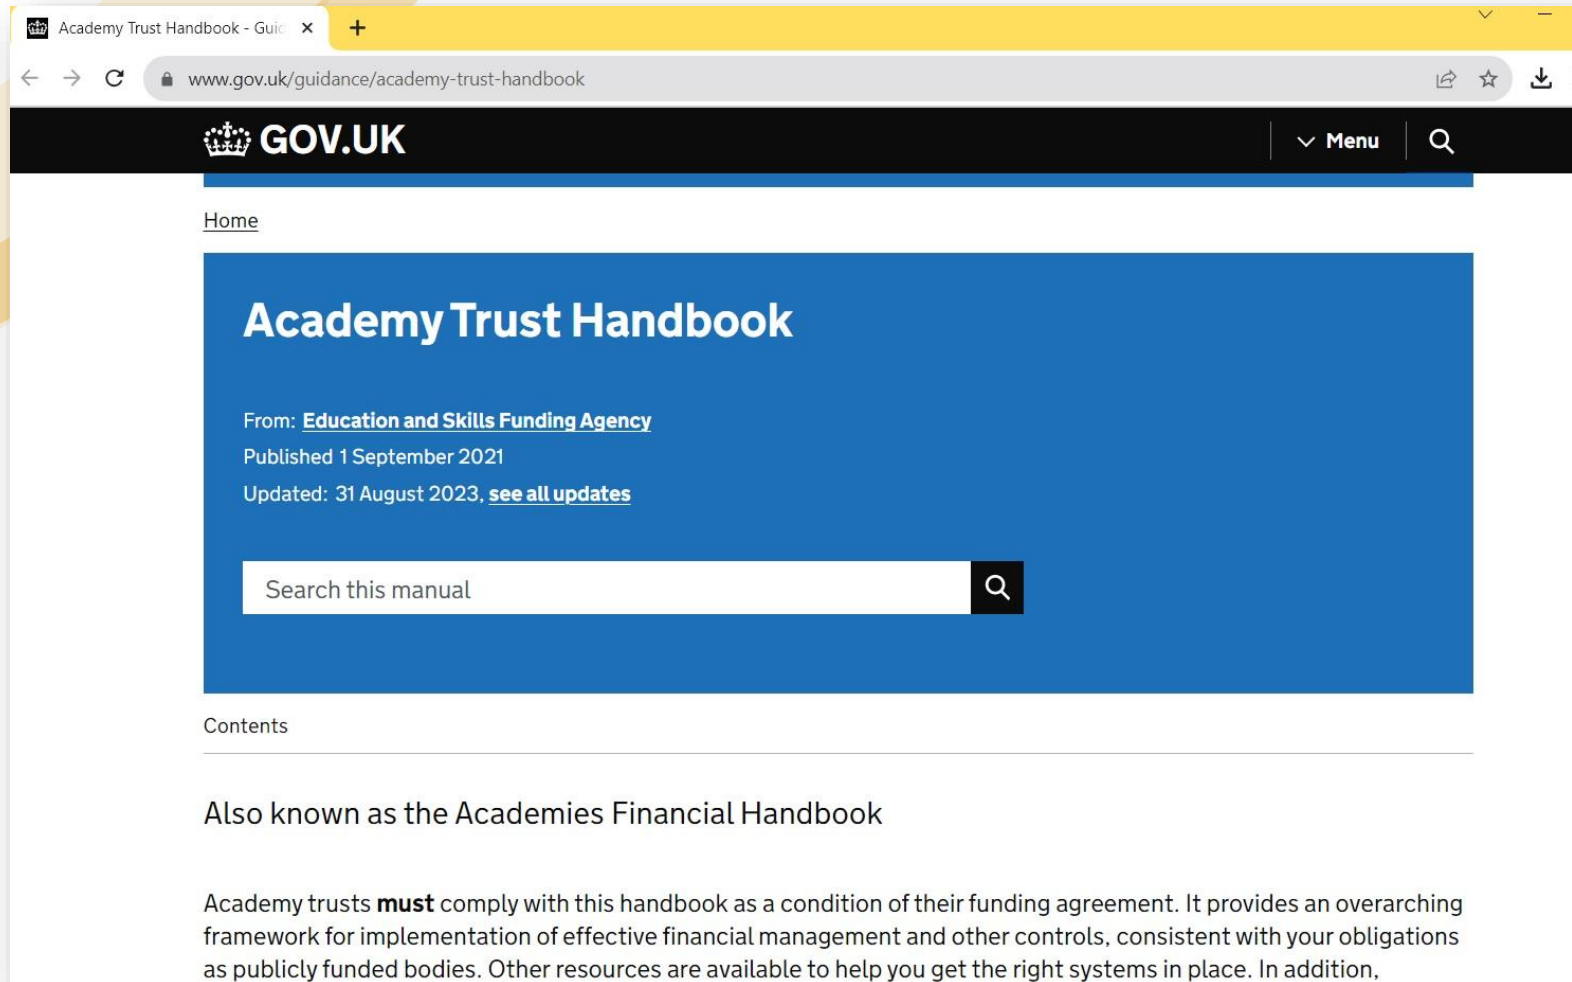 Academy Trust Handbook - Guid
www.gov.uk/guidance/academy-trust-handbook
GOV.UK
Menu
Home
Academy Trust Handbook
From: Education and Skills Funding Agency
Published 1 September 2021
Updated: 31 August 2023, see all updates
Search this manual
Contents
Also known as the Academies Financial Handbook
Academy trusts must comply with this handbook as a condition of their funding agreement. It provides an overarching
framework for implementation of effective financial management and other controls, consistent with your obligations
as publicly funded bodies. Other resources are available to help you get the right systems in place. In addition,